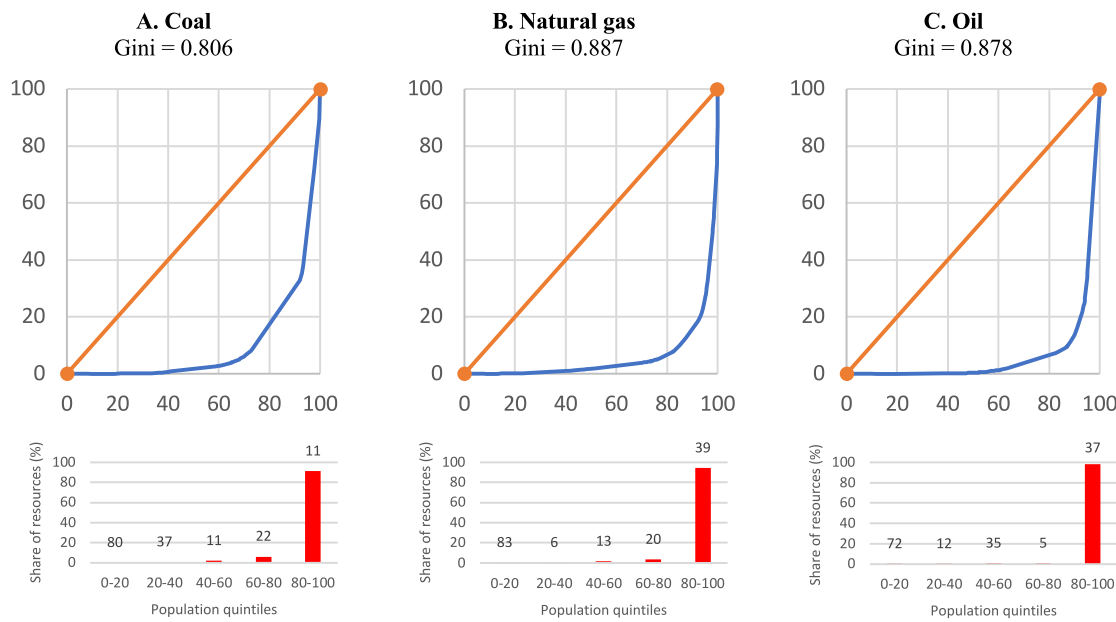 A. Coal
Gini = 0.806
100
80
60
40
20
0
0 20 40 60 80 100
B. Natural gas
Gini = 0.887
100
80
60
40
20
0
0 20 40 60 80 100
C. Oil
Gini = 0.878
100
80
60
40
20
0
0 20 40 60 80 100
Share of resources (%)
100
80
60
40
20
0
80 37 11 22 11
0-20 20-40 40-60 60-80 80-100
Population quintiles
Share of resources (%)
100
80
60
40
20
0
83 6 13 20 39
0-20 20-40 40-60 60-80 80-100
Population quintiles
Share of resources (%)
100
80
60
40
20
0
72 12 35 5 37
0-20 20-40 40-60 60-80 80-100
Population quintiles